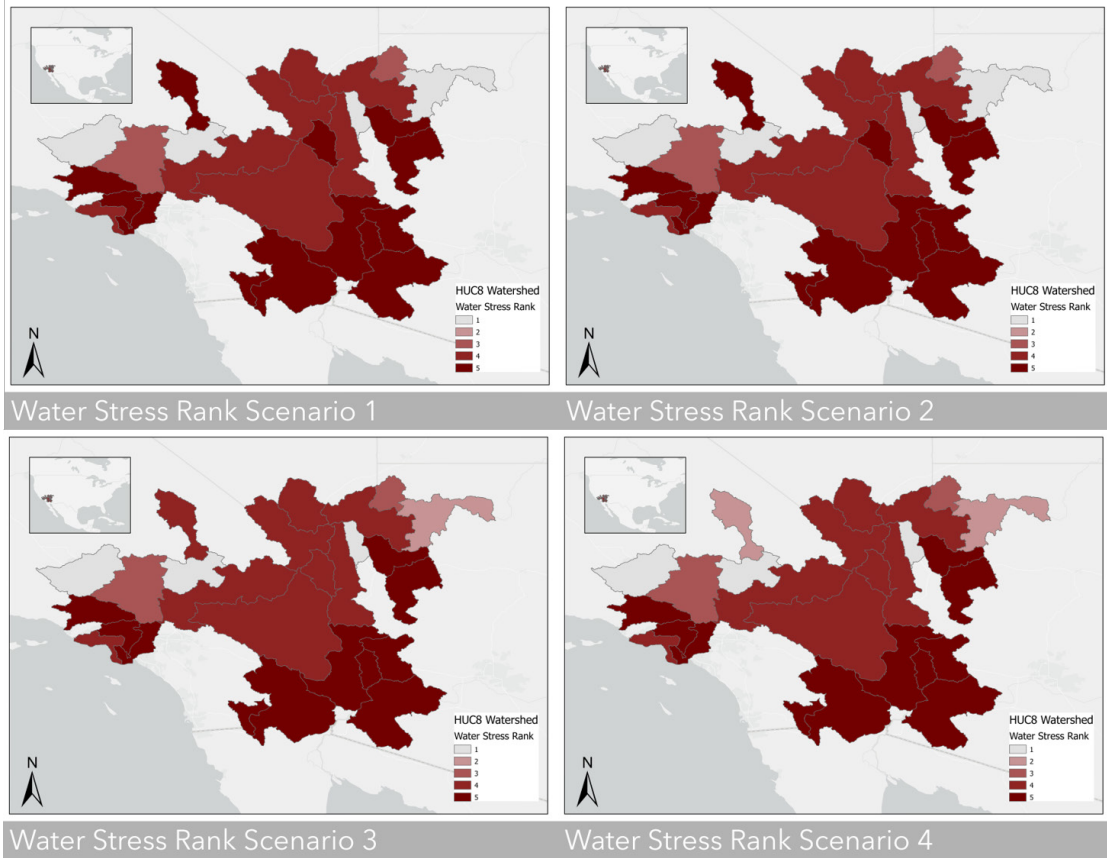 N
HUC8 Watershed
Water Stress Rank
1
2
3
4
5
Water Stress Rank Scenario 1
N
HUC8 Watershed
Water Stress Rank
1
2
3
4
5
Water Stress Rank Scenario 2
N
HUC8 Watershed
Water Stress Rank
1
2
3
4
5
Water Stress Rank Scenario 3
N
HUC8 Watershed
Water Stress Rank
1
2
3
4
5
Water Stress Rank Scenario 4